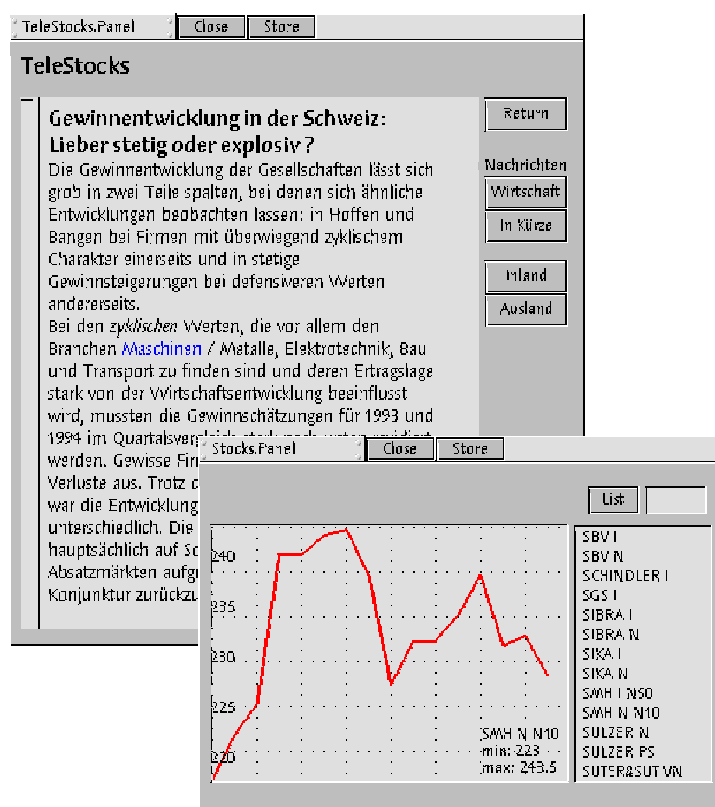 TeleStocks.Panel Close Store
TeleStocks
Gewinnentwicklung in der Schweiz:
Lieber stetig oder explosiv ?
Die Gewinnentwicklung der Gesellschaften lässt sich
grob in zwei Teile spalten, bei denen sich ähnliche
Entwicklungen beobachten lassen: in Hoffen und
Bangen bei Firmen mit überwiegend zyklischem
Charakter einerseits und in stetige
Gewinnsteigerungen bei defensiveren Werten
andererseits.
Bei den zyklischen Werten, die vor allem den
Branchen Maschinen / Metalle, Elektrotechnik, Bau
und Transport zu finden sind und deren Ertragslage
stark von der Wirtschaftsentwicklung beeinflusst
wird, mussten die Gewinnschätzungen für 1993 und
1994 im Quartalsvergleich stark nach unten revidiert
werden. Gewisse
Verluste aus. Trotz
war die Entwicklung
unterschiedlich. Die
hauptsächlich auf
Absatzmärkten
Konjunktur
Return
Nachrichten
Wirtschaft
In Kürze
Inland
Ausland
Stocks.Panel Close Store
List
240
235
230
225
220
SMH N N10
min: 223
max: 243.5
SBV I
SBV N
SCHINDLER I
SGS I
SIBRA I
SIBRA N
SIKA I
SIKA N
SMH I N50
SMH N N10
SULZER N
SULZER PS
SUTER&SUT VN